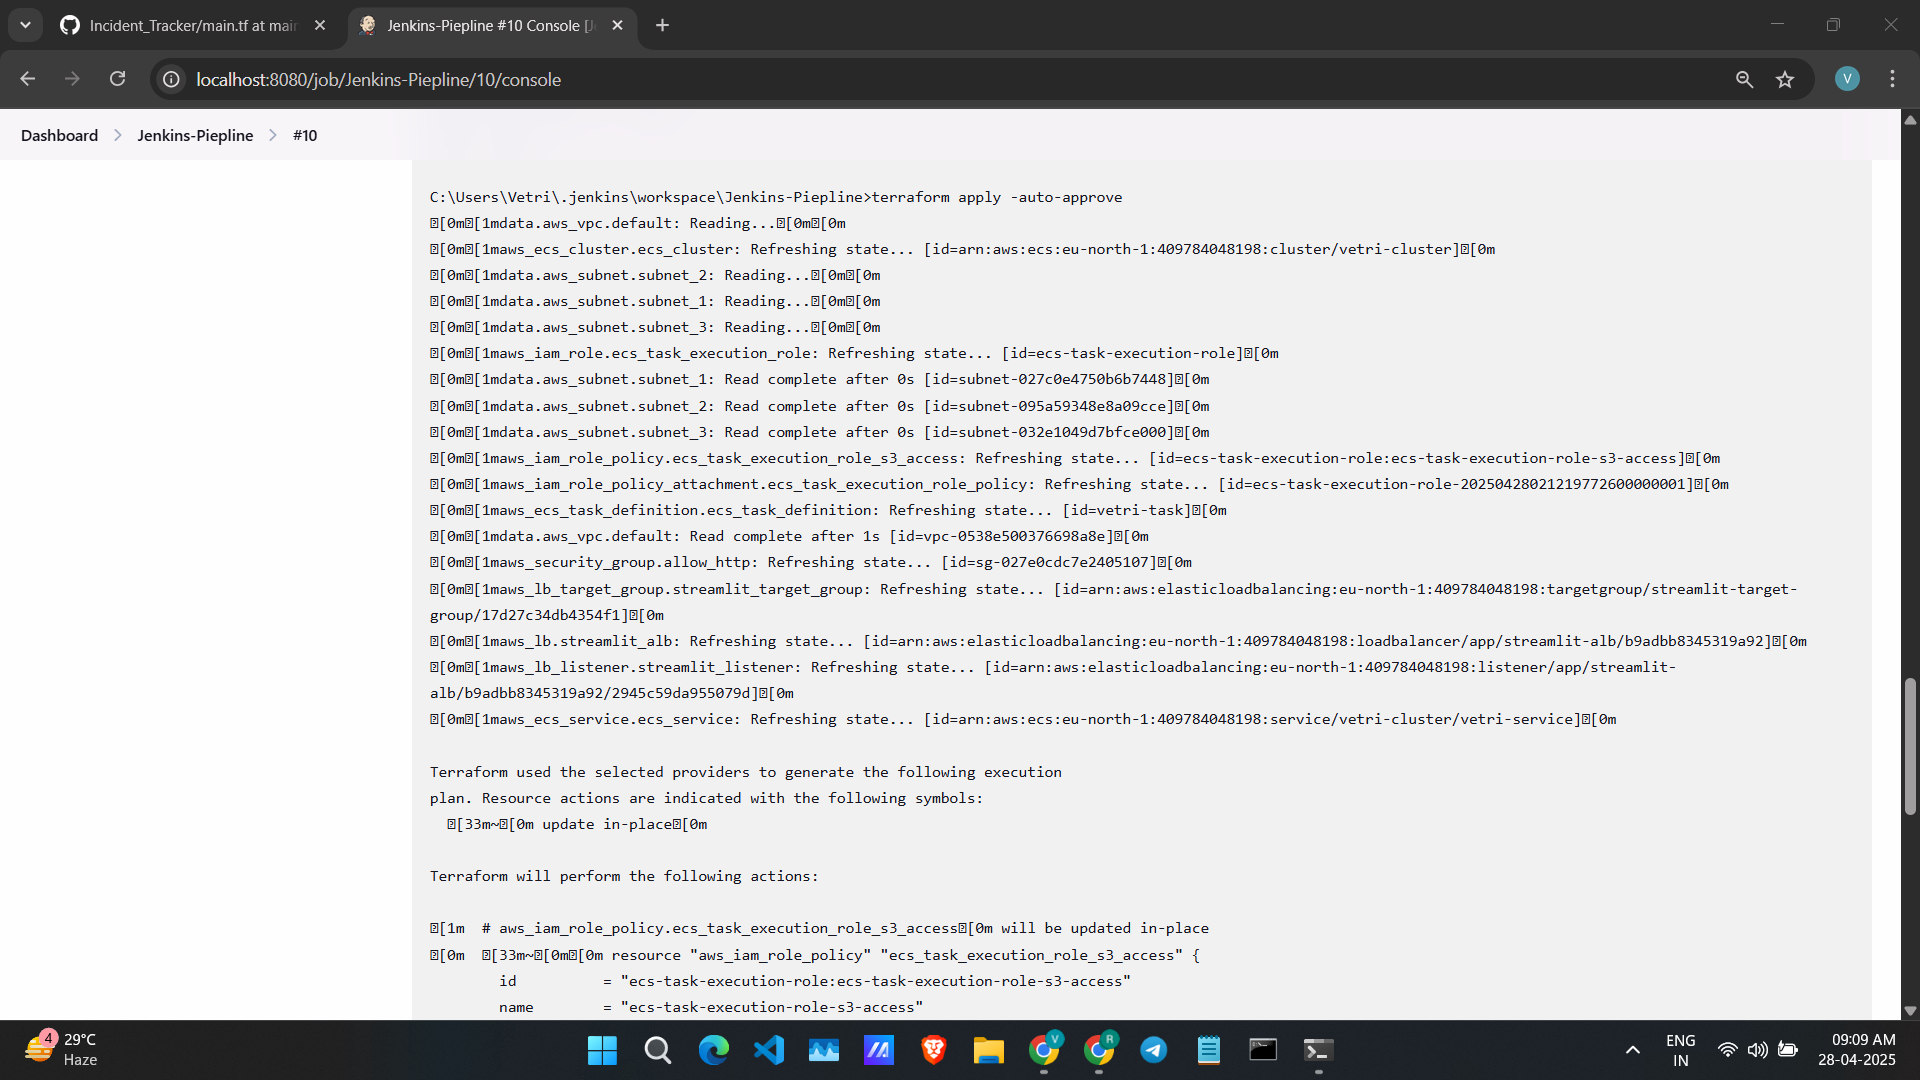 Incident_Tracker/main.tf at mair
Jenkins-Piepline #10 Console [Je
localhost:8080/job/Jenkins-Piepline/10/console
V
Dashboard > Jenkins-Piepline > #10
C:\Users\Vetri\.jenkins\workspace\Jenkins-Piepline>terraform apply -auto-approve
[0m[1mdata.aws_vpc.default: Reading...[0m[0m
[0m[1maws_ecs_cluster.ecs_cluster: Refreshing state... [id=arn:aws:ecs:eu-north-1:409784048198:cluster/vetri-cluster][0m
[0m[1mdata.aws_subnet.subnet_2: Reading...[0m[0m
[0m[1mdata.aws_subnet.subnet_1: Reading...[0m[0m
[0m[1mdata.aws_subnet.subnet_3: Reading...[0m[0m
[0m[1maws_iam_role.ecs_task_execution_role: Refreshing state... [id=ecs-task-execution-role][0m
[0m[1mdata.aws_subnet.subnet_1: Read complete after 0s [id=subnet-027c0e4750b6b7448][0m
[0m[1mdata.aws_subnet.subnet_2: Read complete after 0s [id=subnet-095a59348e8a09cce][0m
[0m[1mdata.aws_subnet.subnet_3: Read complete after 0s [id=subnet-032e1049d7bfce000][0m
[0m[1maws_iam_role_policy.ecs_task_execution_role_s3_access: Refreshing state... [id=ecs-task-execution-role:ecs-task-execution-role-s3-access][0m
[0m[1maws_iam_role_policy_attachment.ecs_task_execution_role_policy: Refreshing state... [id=ecs-task-execution-role-20250428021219772600000001][0m
[0m[1maws_ecs_task_definition.ecs_task_definition: Refreshing state... [id=vetri-task][0m
[0m[1mdata.aws_vpc.default: Read complete after 1s [id=vpc-0538e500376698a8e][0m
[0m[1maws_security_group.allow_http: Refreshing state... [id=sg-027e0cdc7e2405107][0m
[0m[1maws_lb_target_group.streamlit_target_group: Refreshing state... [id=arn:aws:elasticloadbalancing:eu-north-1:409784048198:targetgroup/streamlit-target-
group/17d27c34db4354f1][0m
[0m[1maws_lb.streamlit_alb: Refreshing state... [id=arn:aws:elasticloadbalancing:eu-north-1:409784048198:loadbalancer/app/streamlit-alb/b9adbb8345319a92][0m
[0m[1maws_lb_listener.streamlit_listener: Refreshing state... [id=arn:aws:elasticloadbalancing:eu-north-1:409784048198:listener/app/streamlit-
alb/b9adbb8345319a92/2945c59da955079d][0m
[0m[1maws_ecs_service.ecs_service: Refreshing state... [id=arn:aws:ecs:eu-north-1:409784048198:service/vetri-cluster/vetri-service][0m
Terraform used the selected providers to generate the following execution
plan. Resource actions are indicated with the following symbols:
[33m~[0m update in-place[0m
Terraform will perform the following actions:
[1m  # aws_iam_role_policy.ecs_task_execution_role_s3_access[0m will be updated in-place
[0m  [33m~[0m[0m resource "aws_iam_role_policy" "ecs_task_execution_role_s3_access" {
id = "ecs-task-execution-role:ecs-task-execution-role-s3-access"
name = "ecs-task-execution-role-s3-access"
4
29°C
Haze
V
R
ENG
IN
09:09 AM
28-04-2025